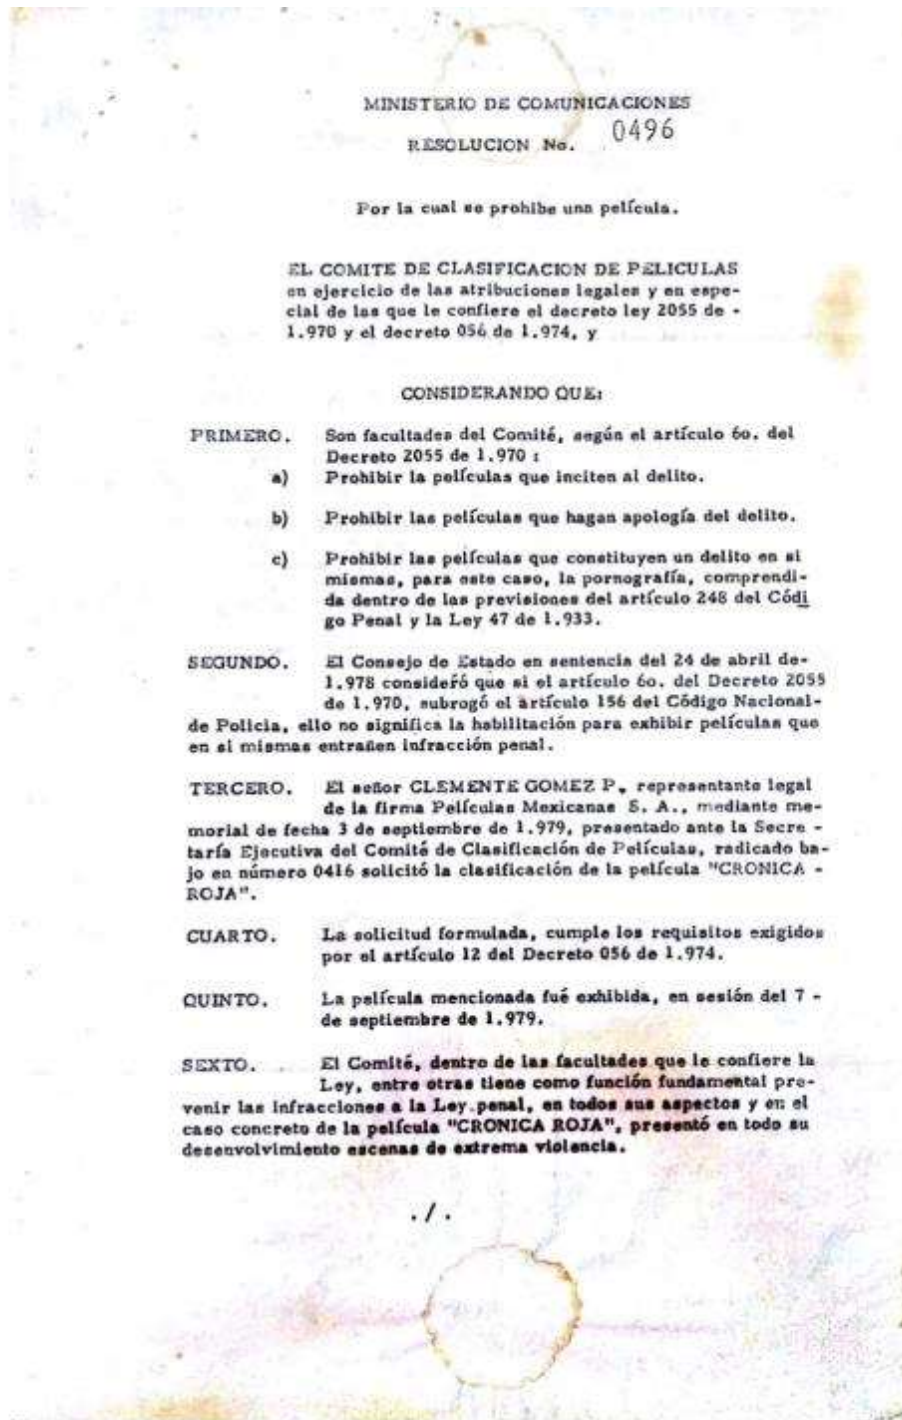 MINISTERIO DE COMUNICACIONES
RESOLUCION No. 0496
Por la cual se prohibe una película.
EL COMITE DE CLASIFICACION DE PELICULAS
en ejercicio de las atribuciones legales y en espe-
cial de las que le confiere el decreto ley 2055 de -
1.970 y el decreto 056 de 1.974, y
CONSIDERANDO QUE:
PRIMERO. Son facultades del Comité, según el artículo 6o. del
Decreto 2055 de 1.970 :
a) Prohibir la películas que inciten al delito.
b) Prohibir las películas que hagan apología del delito.
c) Prohibir las películas que constituyen un delito en si
mismas, para este caso, la pornografía, comprendi-
da dentro de las previsiones del artículo 248 del Códi
go Penal y la Ley 47 de 1.933.
SEGUNDO. El Consejo de Estado en sentencia del 24 de abril de-
1.978 consideró que si el artículo 6o. del Decreto 2055
de 1.970, subrogó el artículo 156 del Código Nacional-
de Policia, ello no significa la habilitación para exhibir películas que
en si mismas entrañen infracción penal.
TERCERO. El señor CLEMENTE GOMEZ P., representante legal
de la firma Películas Mexicanas S. A., mediante me-
morial de fecha 3 de septiembre de 1.979, presentado ante la Secre -
taría Ejecutiva del Comité de Clasificación de Películas, radicado ba-
jo en número 0416 solicitó la clasificación de la película "CRONICA -
ROJA".
CUARTO. La solicitud formulada, cumple los requisitos exigidos
por el artículo 12 del Decreto 056 de 1.974.
QUINTO. La película mencionada fué exhibida, en sesión del 7 -
de septiembre de 1.979.
SEXTO. El Comité, dentro de las facultades que le confiere la
Ley, entre otras tiene como función fundamental pre-
venir las infracciones a la Ley penal, en todos sus aspectos y en el
caso concreto de la película "CRONICA ROJA", presentó en todo su
desenvolvimiento escenas de extrema violencia.
. / .